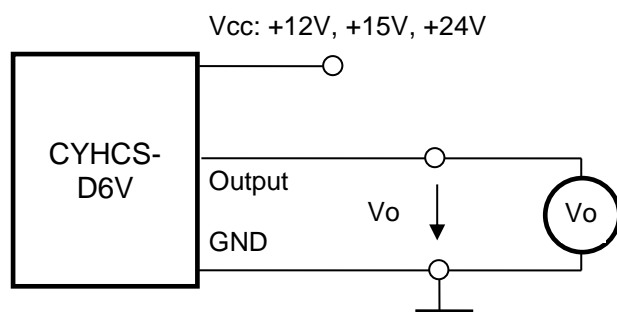 Vcc: +12V, +15V, +24V
CYHCS-
D6V
Output
Vo
Vo
GND